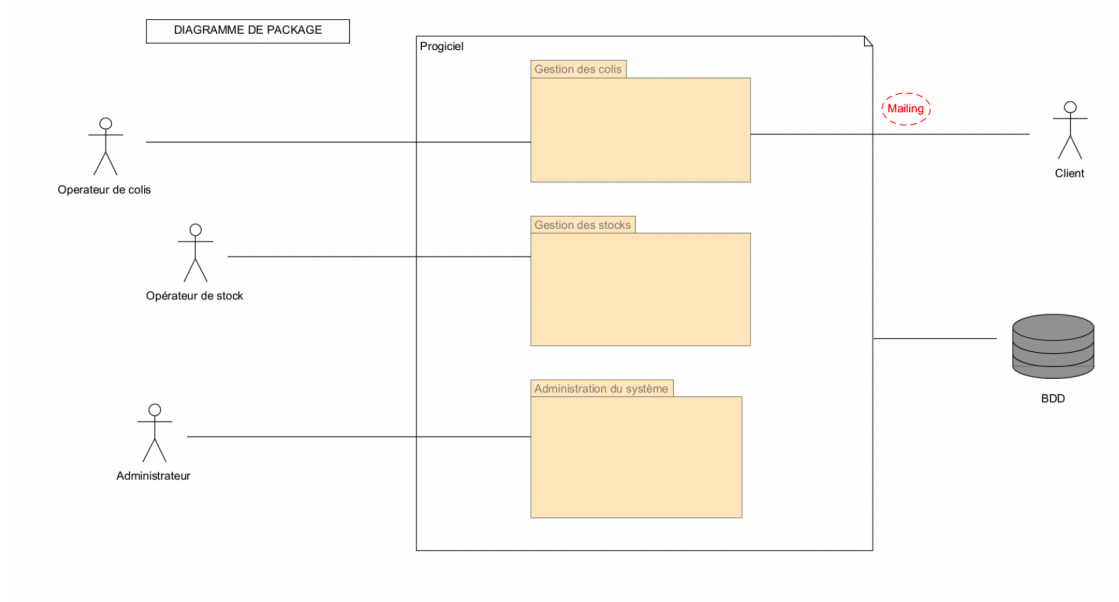 DIAGRAMME DE PACKAGE
Progiciel
Gestion des colis
Mailing
Operateur de colis
Client
Gestion des stocks
Opérateur de stock
Administration du système
BDD
Administrateur